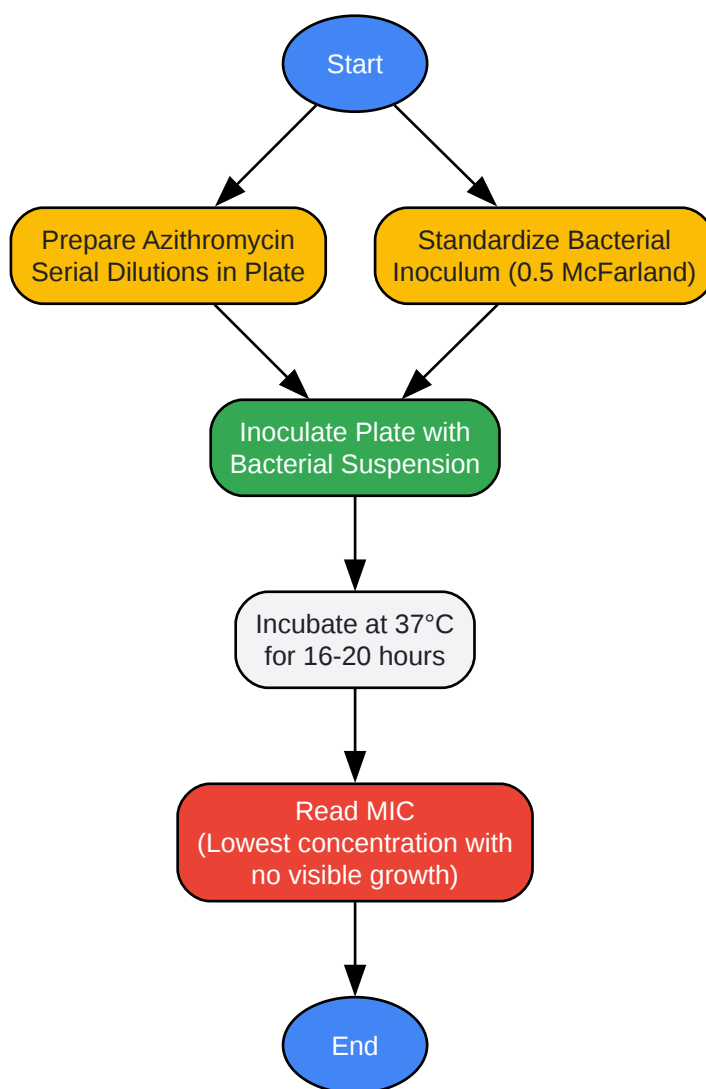 Start
Prepare Azithromycin
Serial Dilutions in Plate
Standardize Bacterial
Inoculum (0.5 McFarland)
Inoculate Plate with
Bacterial Suspension
Incubate at 37°C
for 16-20 hours
Read MIC
(Lowest concentration with
no visible growth)
End